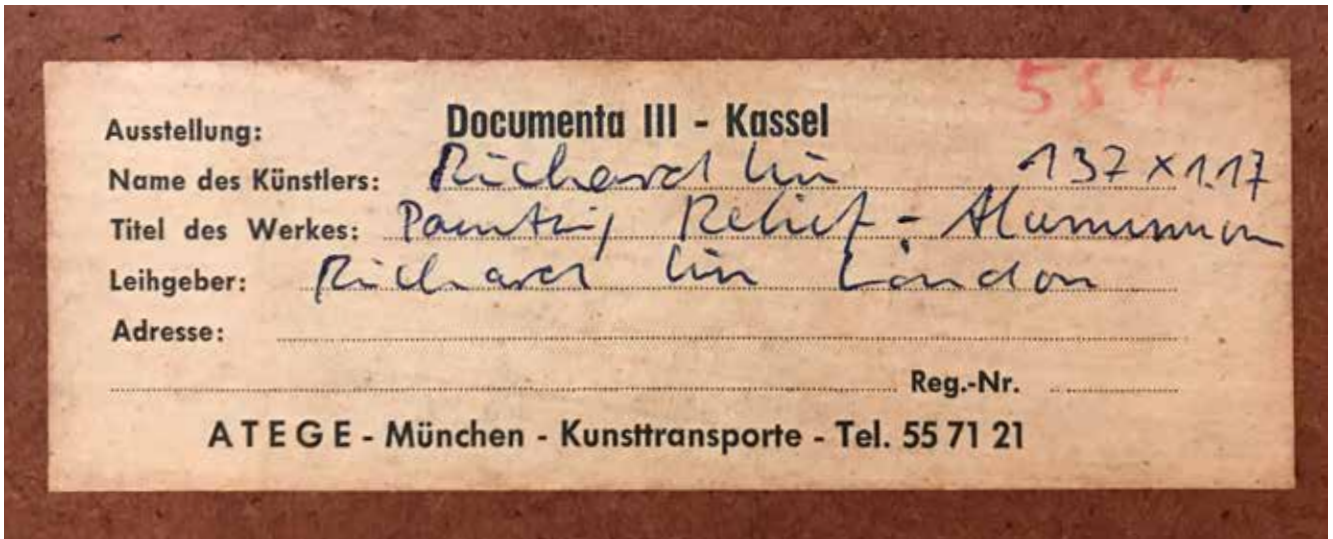 534
Ausstellung: Documenta III - Kassel
Name des Künstlers: Richard Lin 137 x 1.17
Titel des Werkes: Painting Relief - Aluminium
Leihgeber: Richard Lin London
Adresse:
Reg.-Nr.
ATEGE - München - Kunsttransporte - Tel. 55 71 21